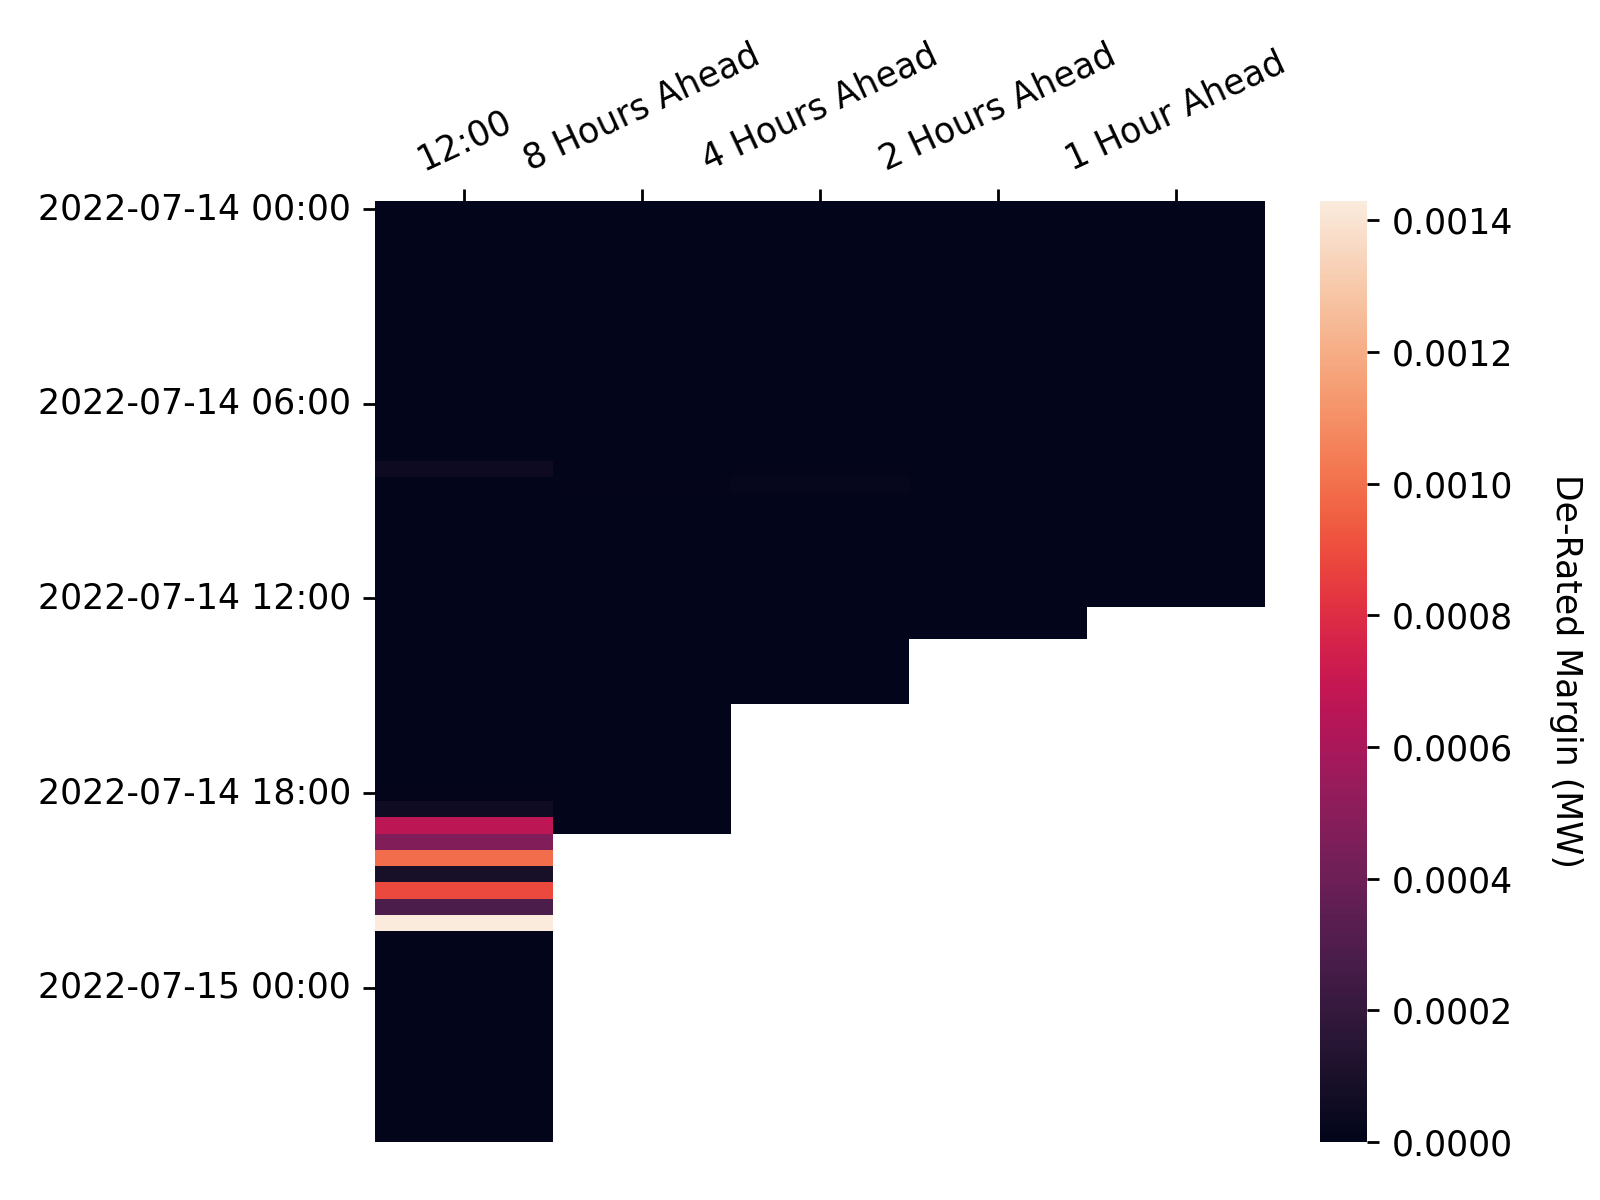 12:00
8 Hours Ahead
4 Hours Ahead
2 Hours Ahead
1 Hour Ahead
2022-07-14 00:00
2022-07-14 06:00
2022-07-14 12:00
2022-07-14 18:00
2022-07-15 00:00
0.0014
0.0012
0.0010
0.0008
0.0006
0.0004
0.0002
0.0000
De-Rated Margin (MW)